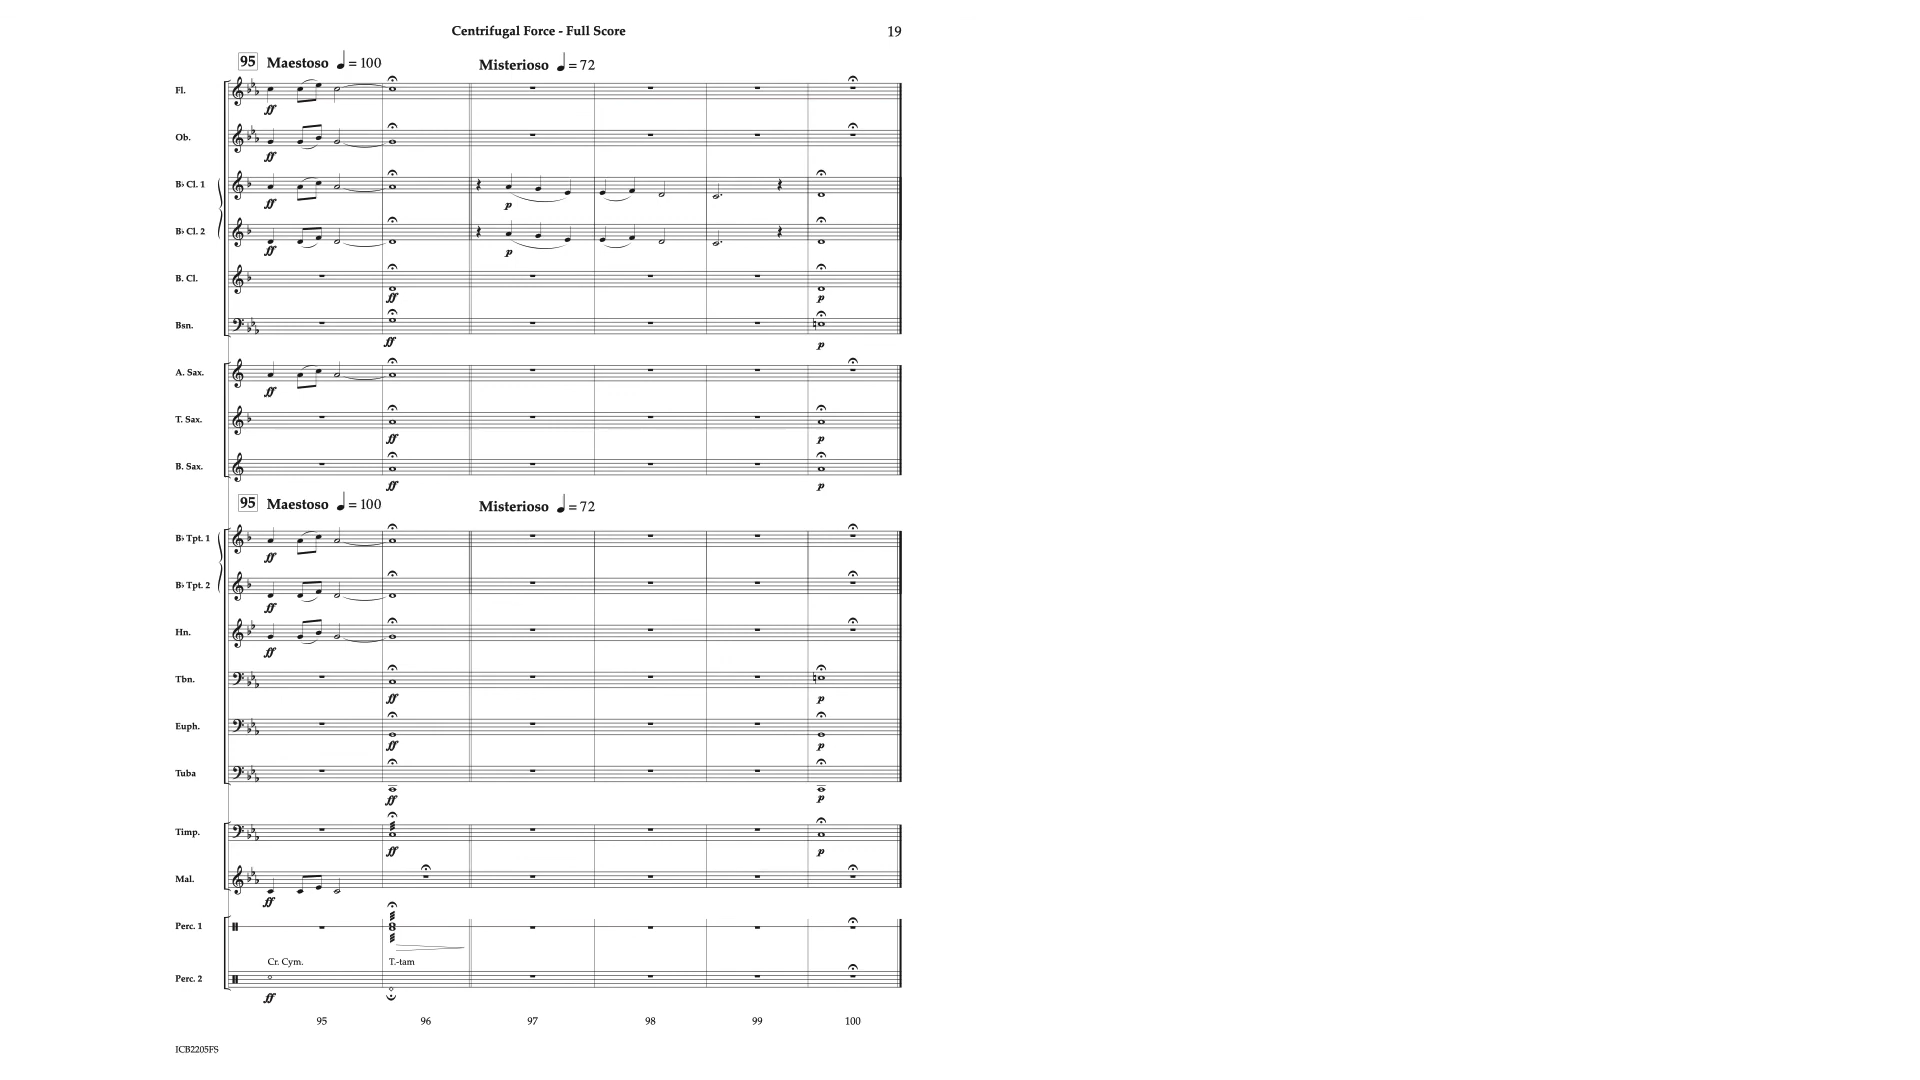 Centrifugal Force - Full Score
19
95 Maestoso ♩ = 100 Misterioso ♩ = 72
Fl.
ff
Ob.
ff
B♭ Cl. 1
ff p
B♭ Cl. 2
ff p
B. Cl.
ff p
Bsn.
ff p
A. Sax.
ff
T. Sax.
ff p
B. Sax.
ff p
95 Maestoso ♩ = 100 Misterioso ♩ = 72
B♭ Tpt. 1
ff
B♭ Tpt. 2
ff
Hn.
ff
Tbn.
ff p
Euph.
ff p
Tuba
ff p
Timp.
ff p
Mal.
ff
Perc. 1
Cr. Cym. T.-tam
Perc. 2
ff
95 96 97 98 99 100
ICB2205FS